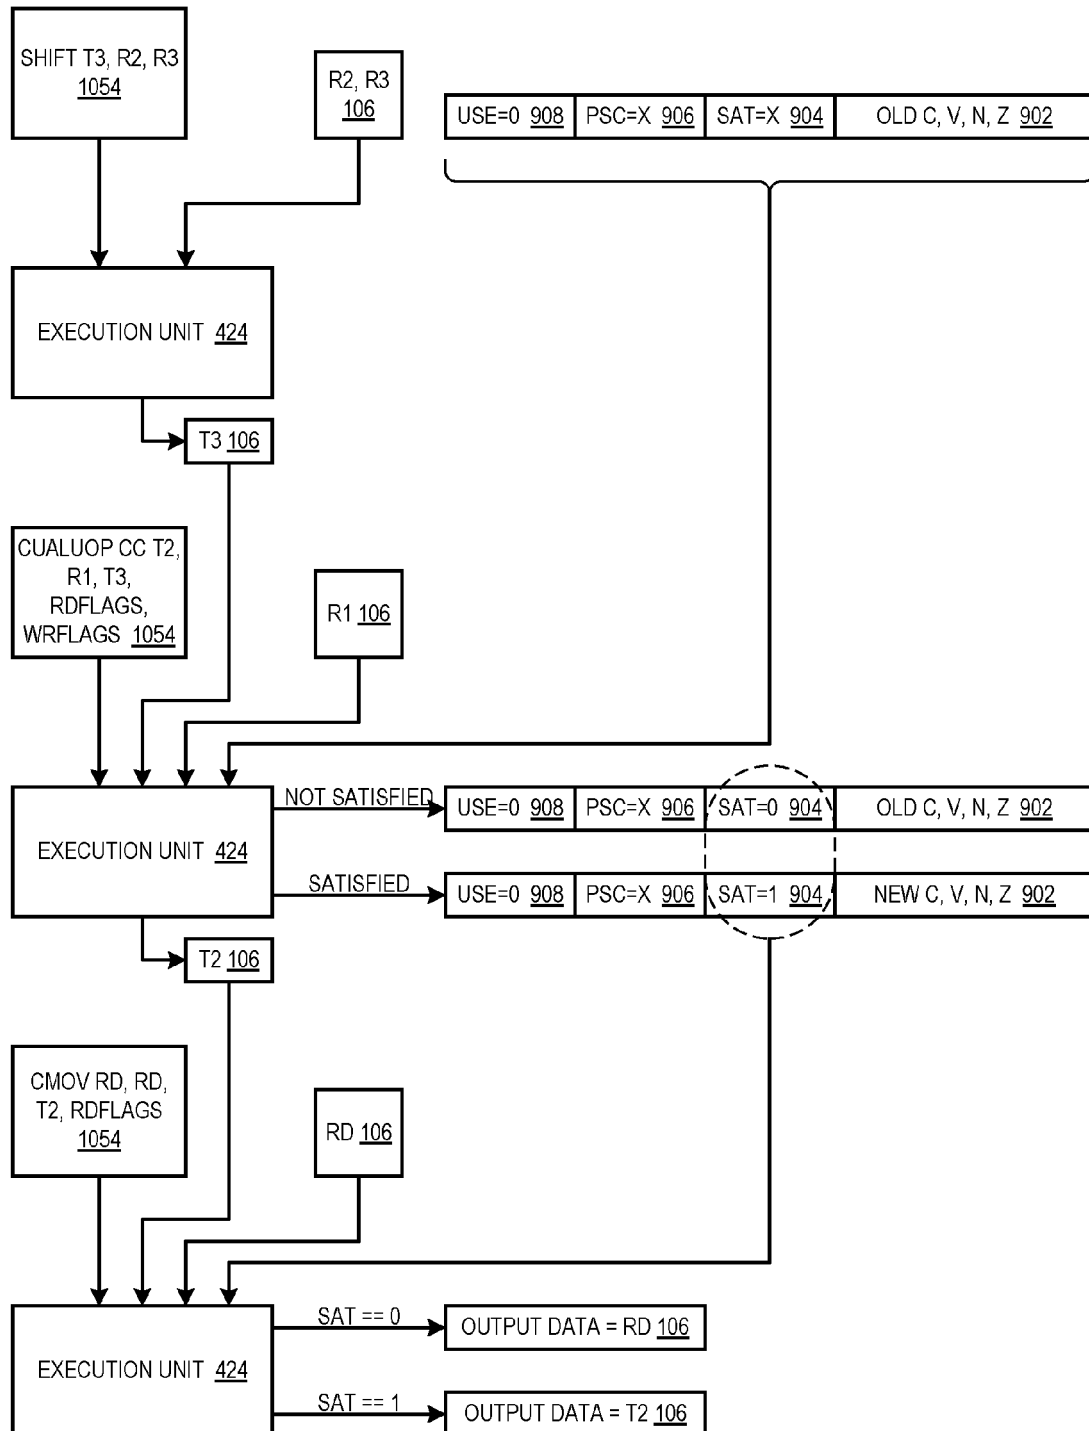 SHIFT T3, R2, R3
1054
R2, R3
106
USE=0 908 PSC=X 906 SAT=X 904 OLD C, V, N, Z 902
EXECUTION UNIT 424
T3 106
CUALUOP CC T2,
R1, T3,
RDFLAGS,
WRFLAGS 1054
R1 106
NOT SATISFIED
USE=0 908 PSC=X 906 SAT=0 904 OLD C, V, N, Z 902
EXECUTION UNIT 424
SATISFIED
USE=0 908 PSC=X 906 SAT=1 904 NEW C, V, N, Z 902
T2 106
CMOV RD, RD,
T2, RDFLAGS
1054
RD 106
SAT == 0
OUTPUT DATA = RD 106
EXECUTION UNIT 424
SAT == 1
OUTPUT DATA = T2 106